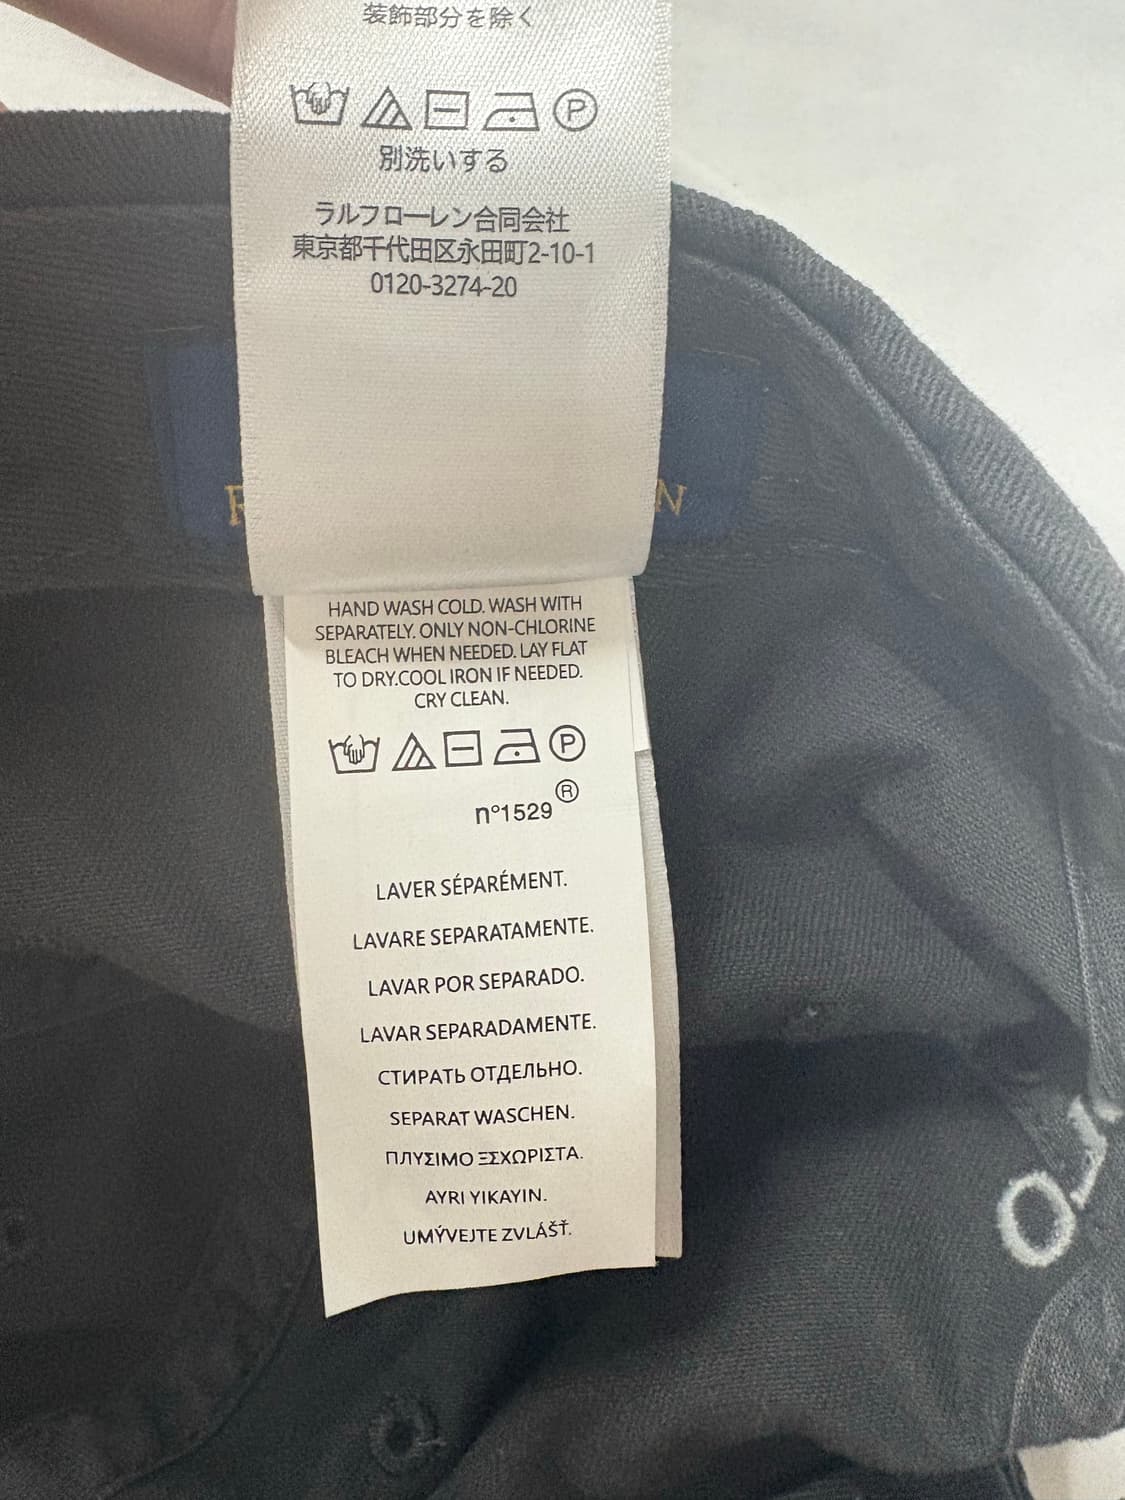 装飾部分を除く
P
別洗いする
ラルフローレン合同会社
東京都千代田区永田町2-10-1
0120-3274-20
HAND WASH COLD. WASH WITH
SEPARATELY. ONLY NON-CHLORINE
BLEACH WHEN NEEDED. LAY FLAT
TO DRY.COOL IRON IF NEEDED.
CRY CLEAN.
P
n°1529®
LAVER SÉPARÉMENT.
LAVARE SEPARATAMENTE.
LAVAR POR SEPARADO.
LAVAR SEPARADAMENTE.
СТИРАТЬ ОТДЕЛЬНО.
SEPARAT WASCHEN.
ΠΛΥΣΙΜΟ ΞΣΧΩΡΙΣΤΑ.
AYRI YIKAYIN.
UMÝVEJTE ZVLÁŠŤ.